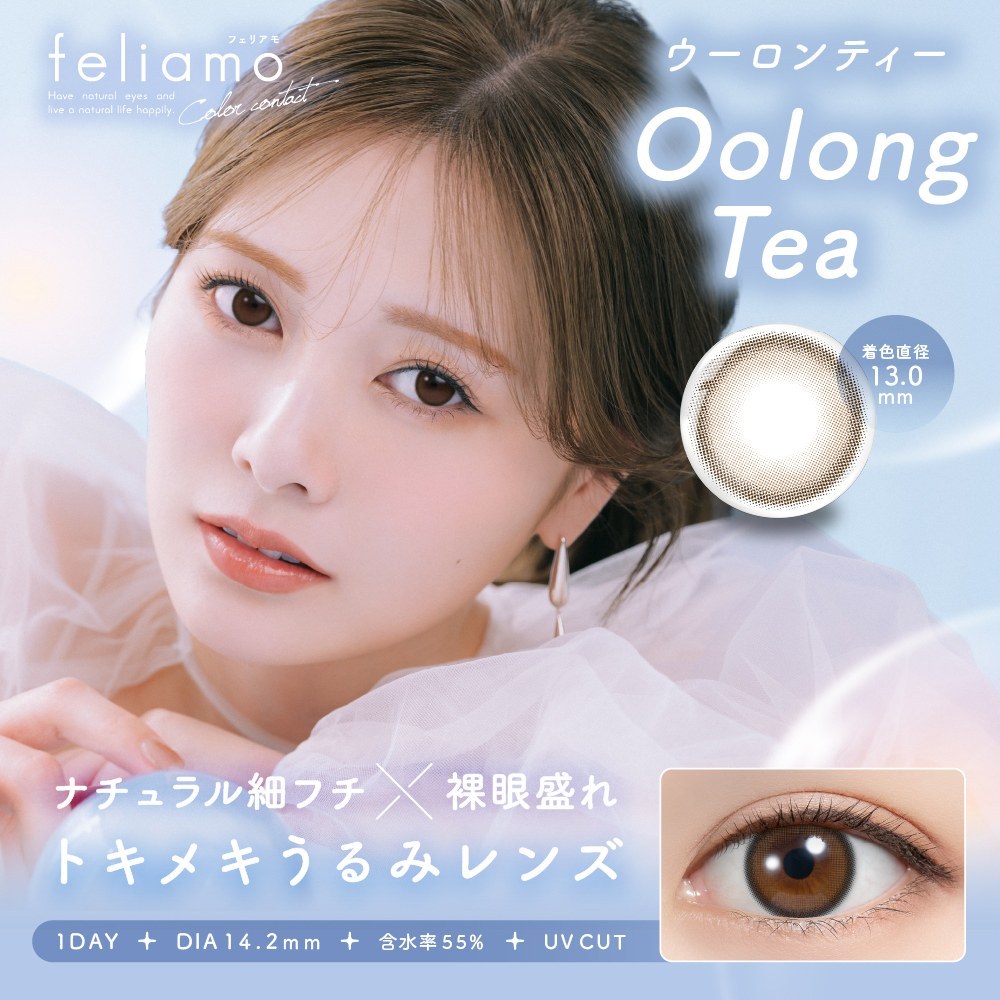 フェリアモ
feliamo
Have natural eyes and
live a natural life happily.
Color contact
ウーロンティー
Oolong
Tea
着色直径
13.0
mm
ナチュラル細フチ×裸眼盛れ
トキメキうるみレンズ
1DAY ✦ DIA 14.2mm ✦ 含水率55% ✦ UV CUT